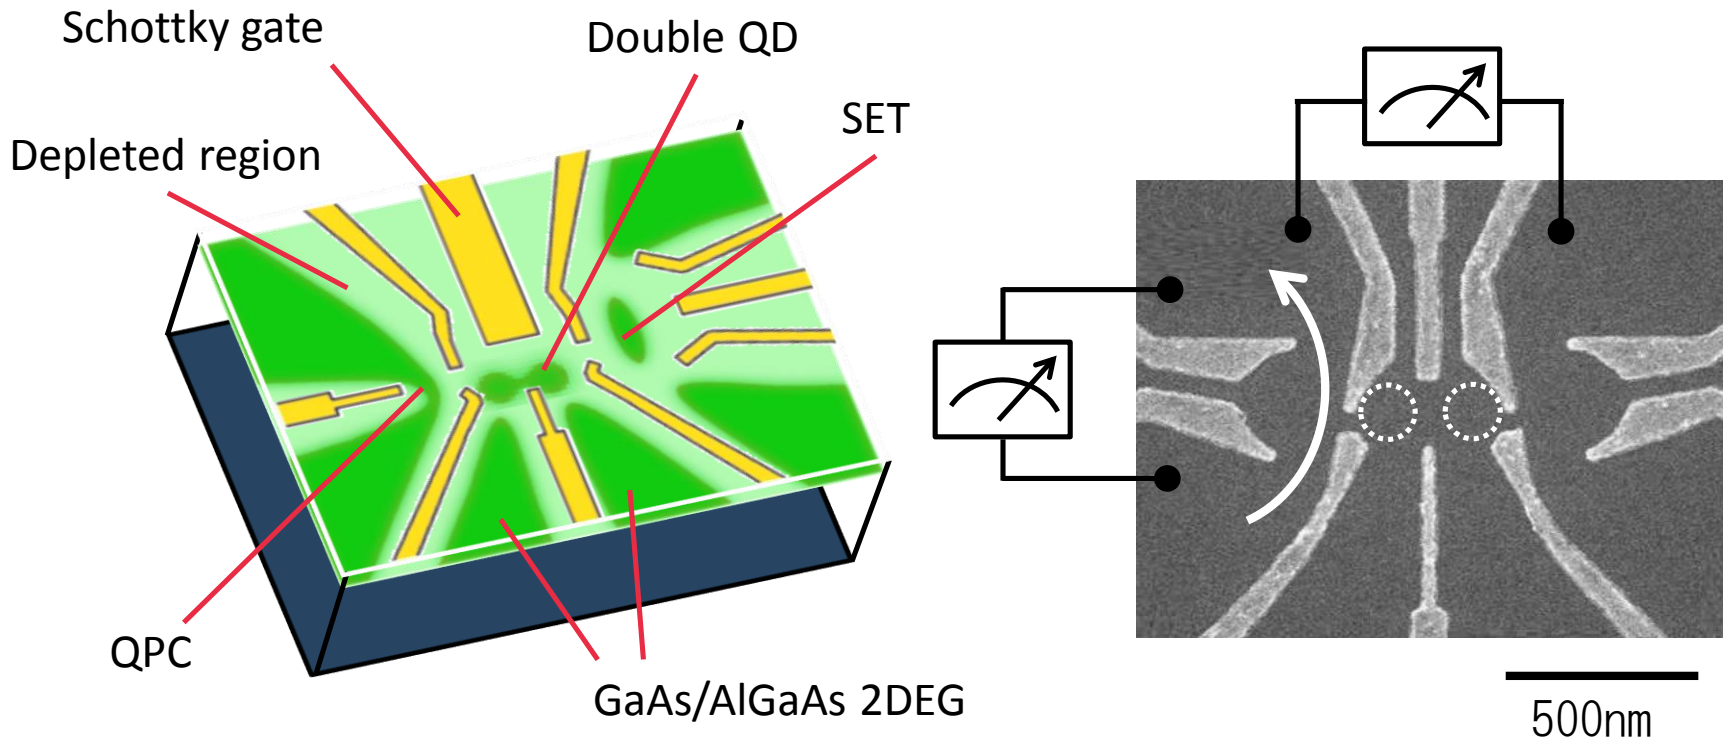 Schottky gate
Double QD
SET
Depleted region
QPC
GaAs/AlGaAs 2DEG
500nm